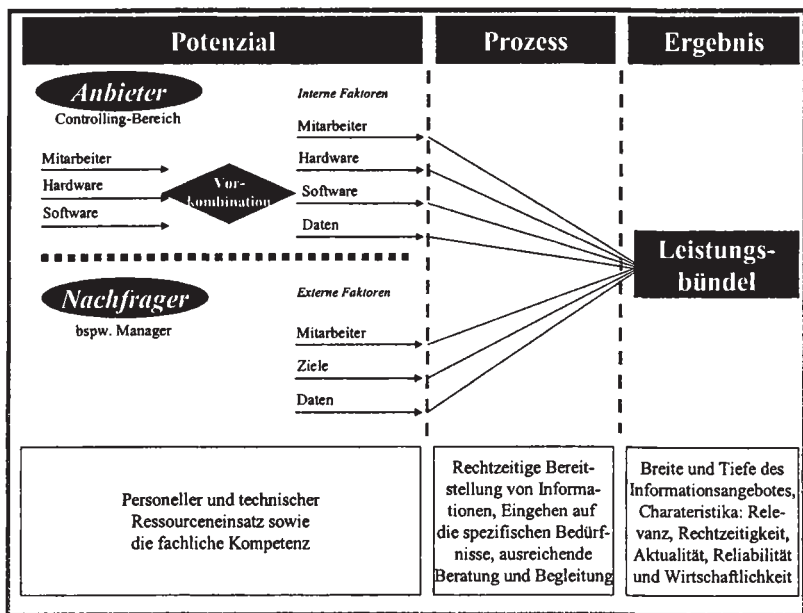 Potenzial
Prozess
Ergebnis
Anbieter
Controlling-Bereich
Mitarbeiter
Hardware
Software
Vor-
kombination
Interne Faktoren
Mitarbeiter
Hardware
Software
Daten
Nachfrager
bspw. Manager
Externe Faktoren
Mitarbeiter
Ziele
Daten
Leistungs-
bündel
Personeller und technischer
Ressourceneinsatz sowie
die fachliche Kompetenz
Rechtzeitige Bereit-
stellung von Informa-
tionen, Eingehen auf
die spezifischen Bedürf-
nisse, ausreichende
Beratung und Begleitung
Breite und Tiefe des
Informationsangebotes,
Charateristika: Rele-
vanz, Rechtzeitigkeit,
Aktualität, Reliabilität
und Wirtschaftlichkeit